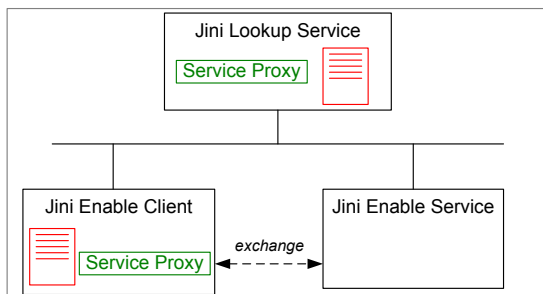 Jini Lookup Service
Service Proxy
Jini Enable Client
Jini Enable Service
exchange
Service Proxy